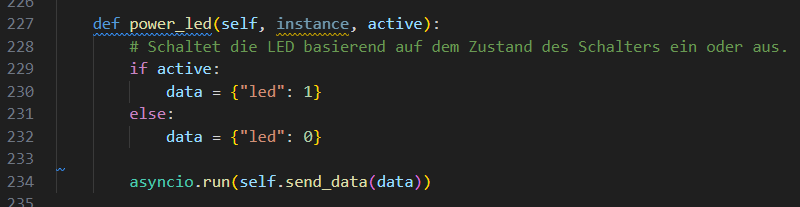 226
227 def power_led(self, instance, active):
228 # Schaltet die LED basierend auf dem Zustand des Schalters ein oder aus.
229 if active:
230 data = {"led": 1}
231 else:
232 data = {"led": 0}
233
234 asyncio.run(self.send_data(data))
235